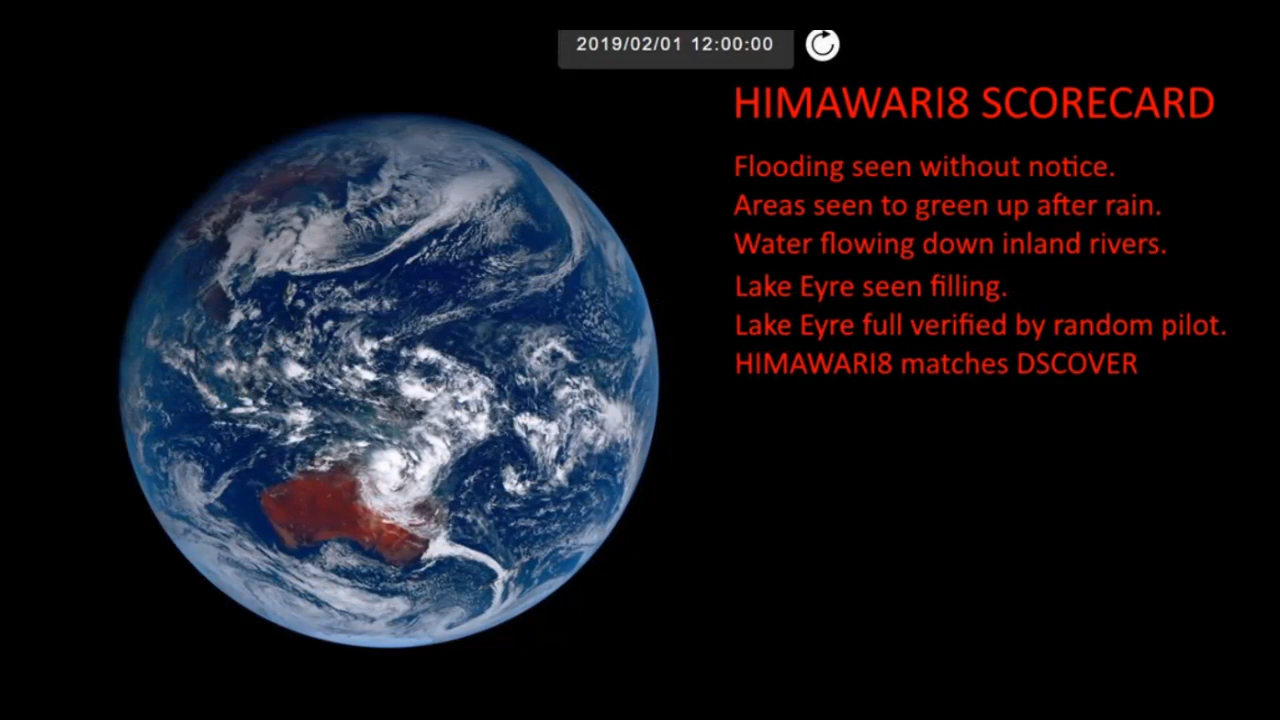 2019/02/01 12:00:00
HIMAWARI8 SCORECARD
Flooding seen without notice.
Areas seen to green up after rain.
Water flowing down inland rivers.
Lake Eyre seen filling.
Lake Eyre full verified by random pilot.
HIMAWARI8 matches DSCOVER